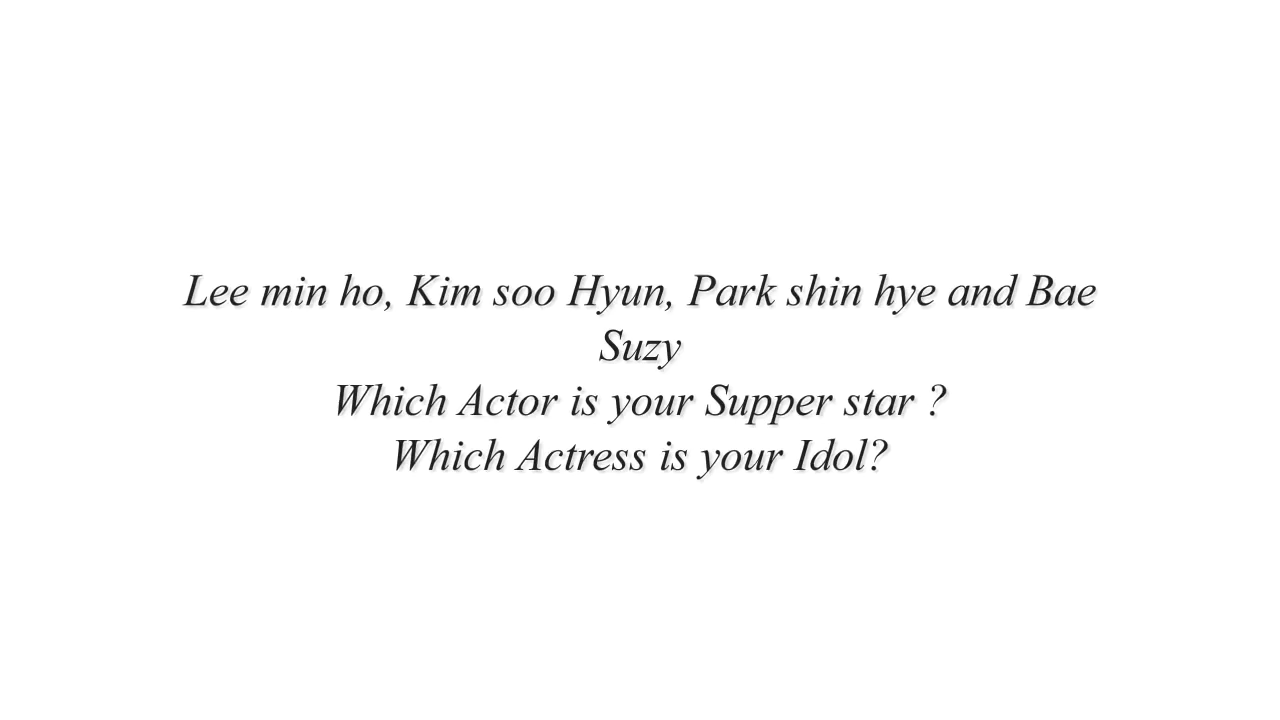 Lee min ho, Kim soo Hyun, Park shin hye and Bae
Suzy
Which Actor is your Supper star ?
Which Actress is your Idol?